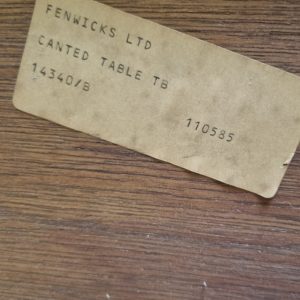 FENWICKS LTD
CANTED TABLE TB
14340/B
110585